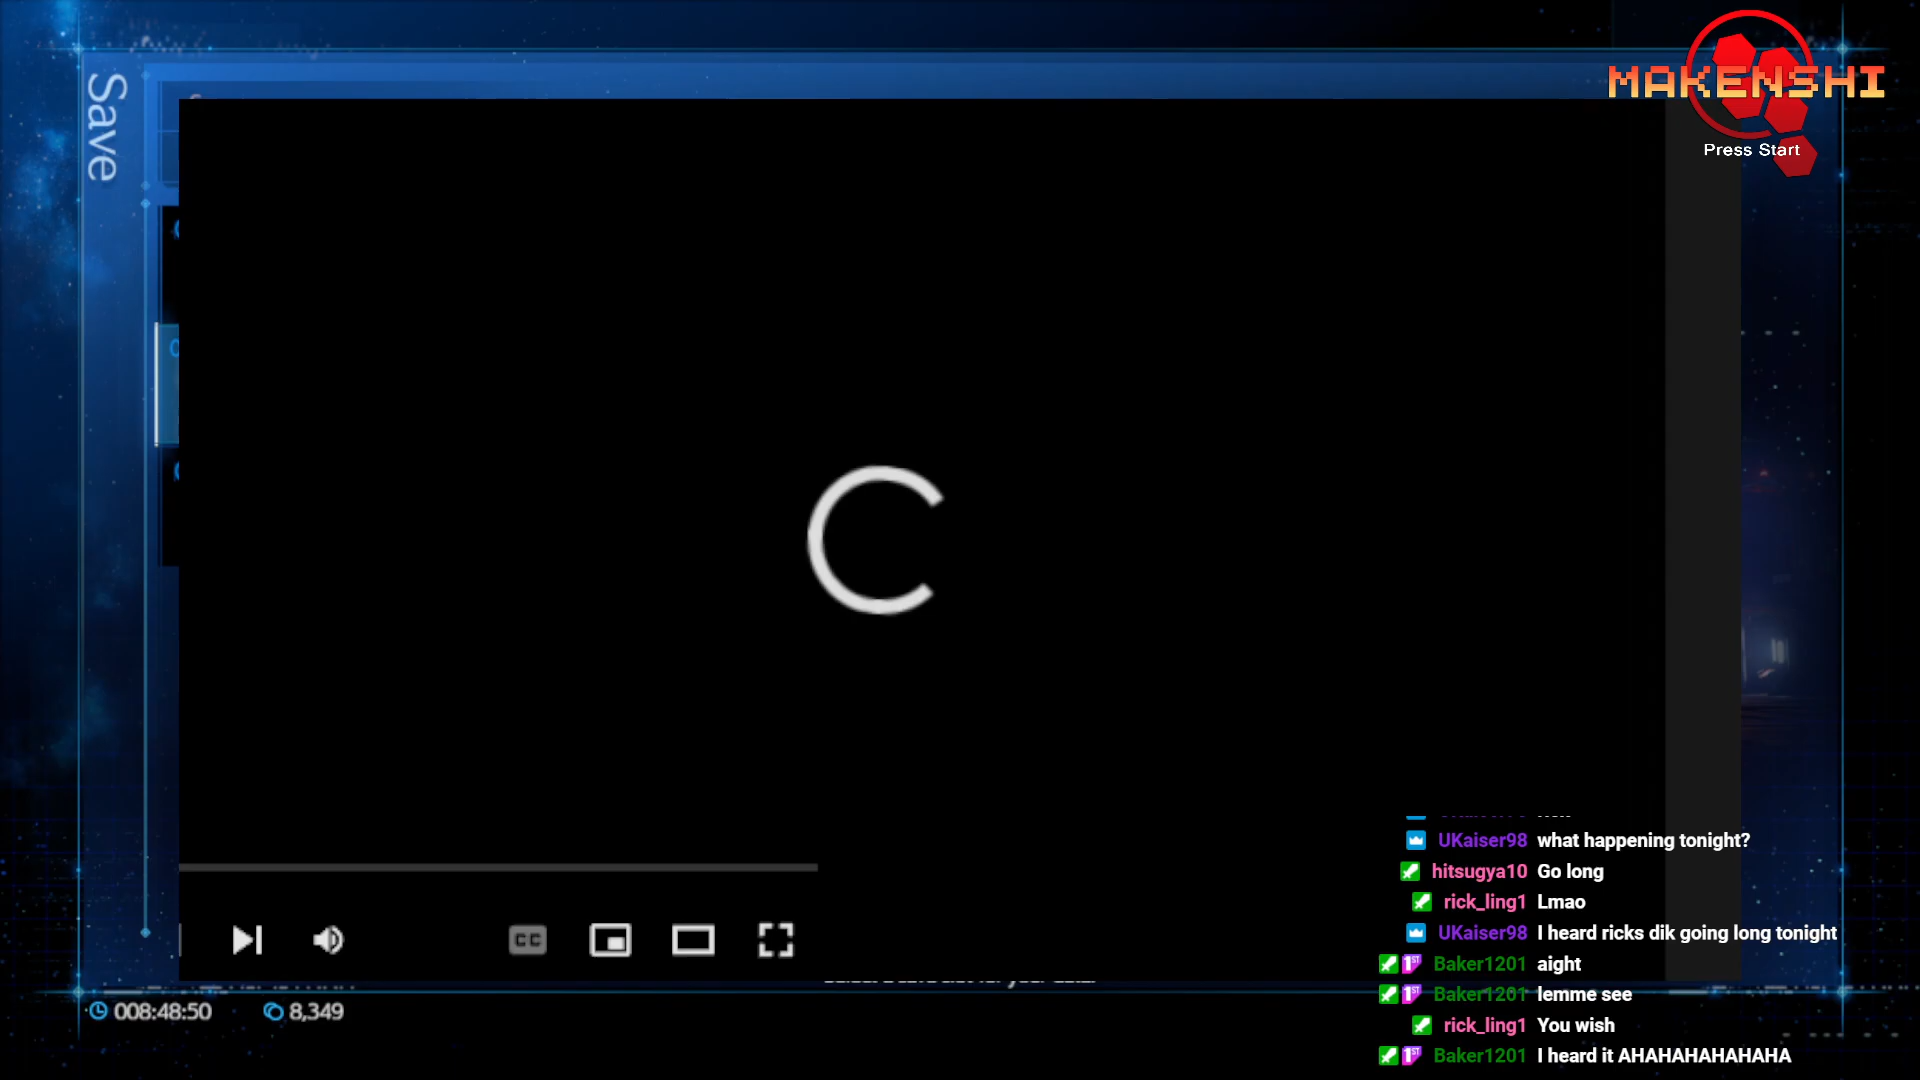 Save
MAKENSHI
Press Start
CC
UKaiser98 what happening tonight?
hitsugya10 Go long
rick_ling1 Lmao
UKaiser98 I heard ricks dik going long tonight
Baker1201 aight
Baker1201 lemme see
rick_ling1 You wish
Baker1201 I heard it AHAHAHAHAHAHA
008:48:50 8,349